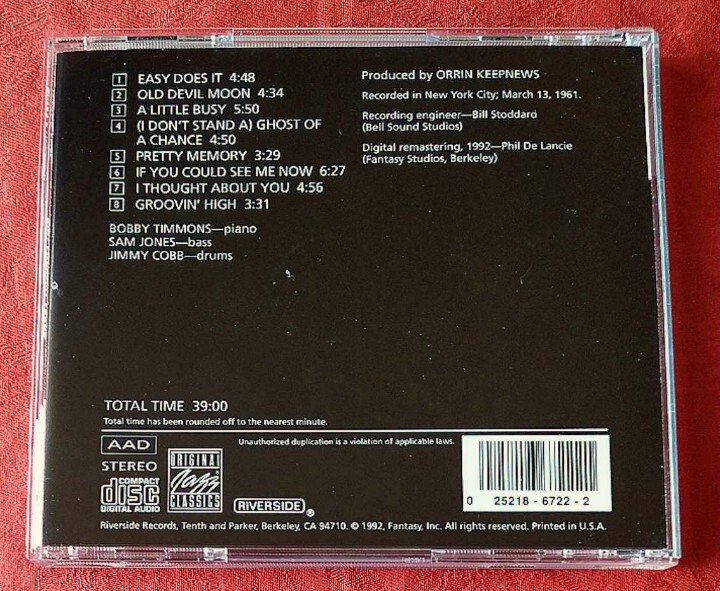 1 EASY DOES IT 4:48
2 OLD DEVIL MOON 4:34
3 A LITTLE BUSY 5:50
4 (I DON'T STAND A) GHOST OF
A CHANCE 4:50
5 PRETTY MEMORY 3:29
6 IF YOU COULD SEE ME NOW 6:27
7 I THOUGHT ABOUT YOU 4:56
8 GROOVIN' HIGH 3:31
BOBBY TIMMONS—piano
SAM JONES—bass
JIMMY COBB—drums
Produced by ORRIN KEEPNEWS
Recorded in New York City; March 13, 1961.
Recording engineer—Bill Stoddard
(Bell Sound Studios)
Digital remastering, 1992—Phil De Lancie
(Fantasy Studios, Berkeley)
TOTAL TIME 39:00
Total time has been rounded off to the nearest minute.
AAD
STEREO
COMPACT
disc
DIGITAL AUDIO
ORIGINAL
Jazz
CLASSICS
Unauthorized duplication is a violation of applicable laws.
RIVERSIDE®
0 25218-6722-2
Riverside Records, Tenth and Parker, Berkeley, CA 94710. © 1992, Fantasy, Inc. All rights reserved. Printed in U.S.A.